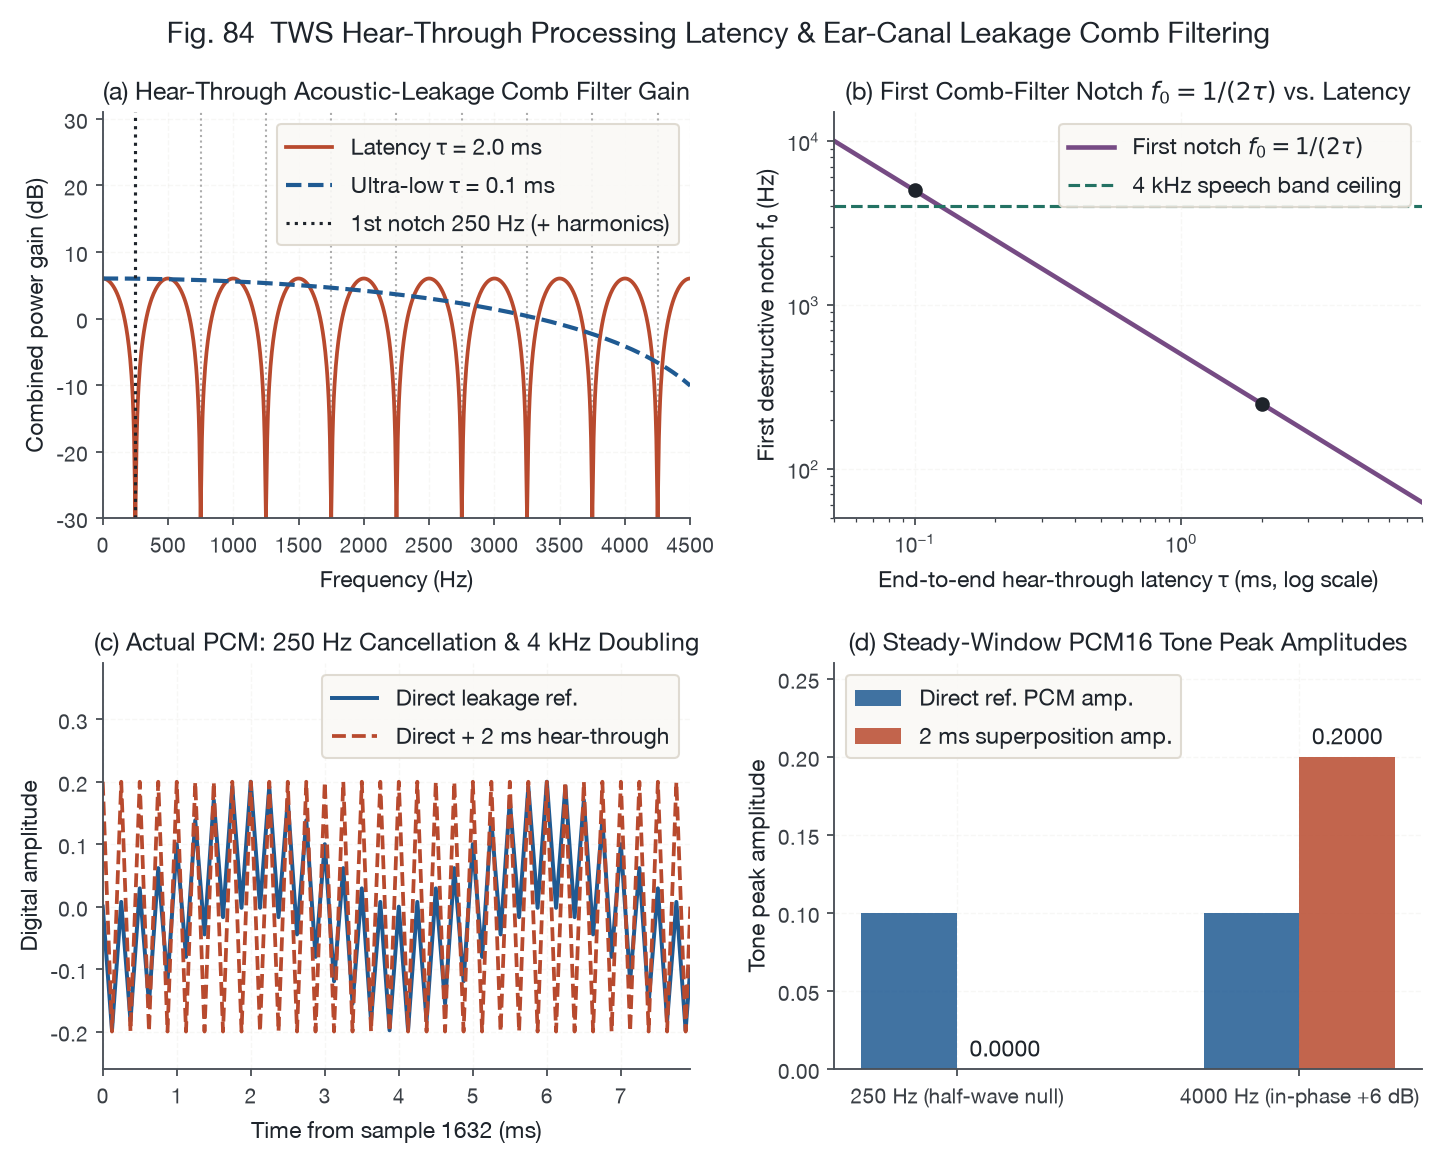 Fig. 84  TWS Hear-Through Processing Latency & Ear-Canal Leakage Comb Filtering
(a) Hear-Through Acoustic-Leakage Comb Filter Gain
Combined power gain (dB)
30
20
10
0
-10
-20
-30
Latency τ = 2.0 ms
Ultra-low τ = 0.1 ms
1st notch 250 Hz (+ harmonics)
0 500 1000 1500 2000 2500 3000 3500 4000 4500
Frequency (Hz)
(b) First Comb-Filter Notch f₀ = 1/(2τ) vs. Latency
First destructive notch f₀ (Hz)
10⁴
10³
10²
First notch f₀ = 1/(2τ)
4 kHz speech band ceiling
10⁻¹ 10⁰
End-to-end hear-through latency τ (ms, log scale)
(c) Actual PCM: 250 Hz Cancellation & 4 kHz Doubling
Digital amplitude
0.3
0.2
0.1
0.0
-0.1
-0.2
Direct leakage ref.
Direct + 2 ms hear-through
0 1 2 3 4 5 6 7
Time from sample 1632 (ms)
(d) Steady-Window PCM16 Tone Peak Amplitudes
Tone peak amplitude
0.25
0.20
0.15
0.10
0.05
0.00
Direct ref. PCM amp.
2 ms superposition amp.
0.2000
0.0000
250 Hz (half-wave null) 4000 Hz (in-phase +6 dB)